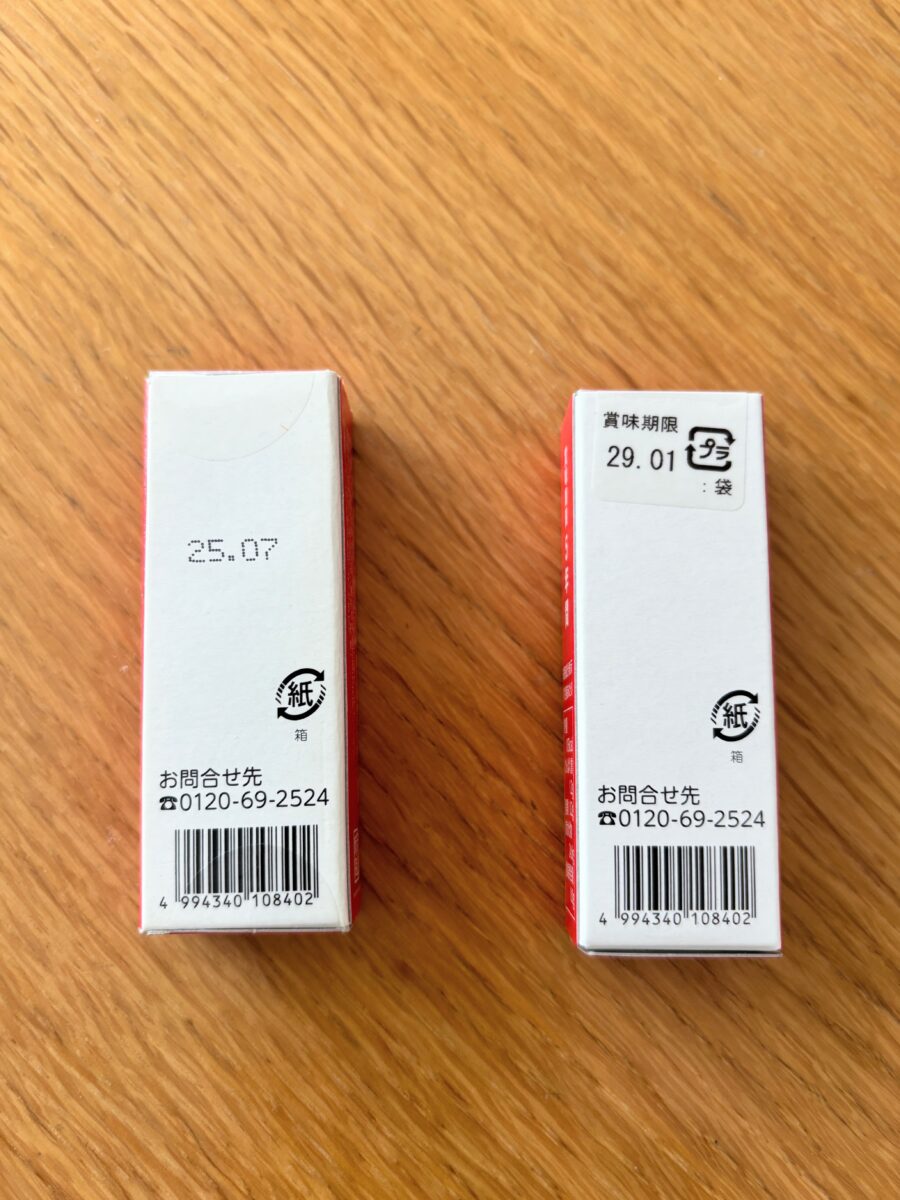 25.07
紙
箱
お問合せ先
☎0120-69-2524
4 994340 108402
賞味期限
29.01 プラ
:袋
紙
箱
お問合せ先
☎0120-69-2524
4 994340 108402